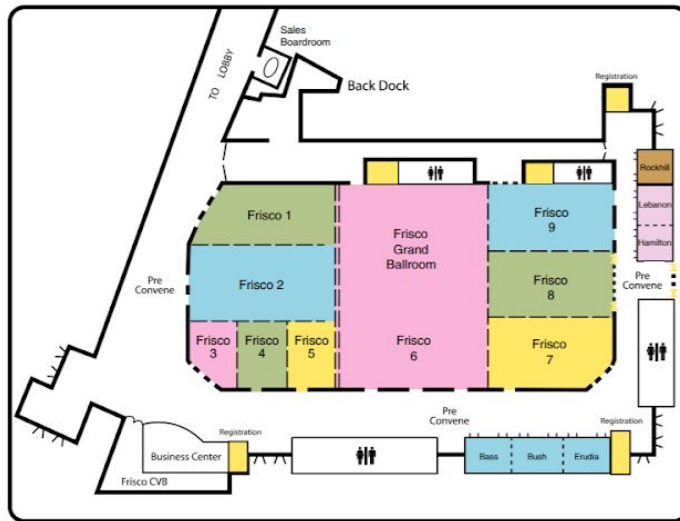 Sales
Boardroom
TO LOBBY
Back Dock
Registration
Rockhill
Lebanon
Hamilton
Frisco 1
Frisco
Grand
Ballroom
Frisco
9
Frisco 2
Frisco
8
Pre
Convene
Pre
Convene
Frisco
3
Frisco
4
Frisco
5
Frisco
6
Frisco
7
Pre
Convene
Registration
Registration
Business Center
Bass
Bush
Erudia
Frisco CVB